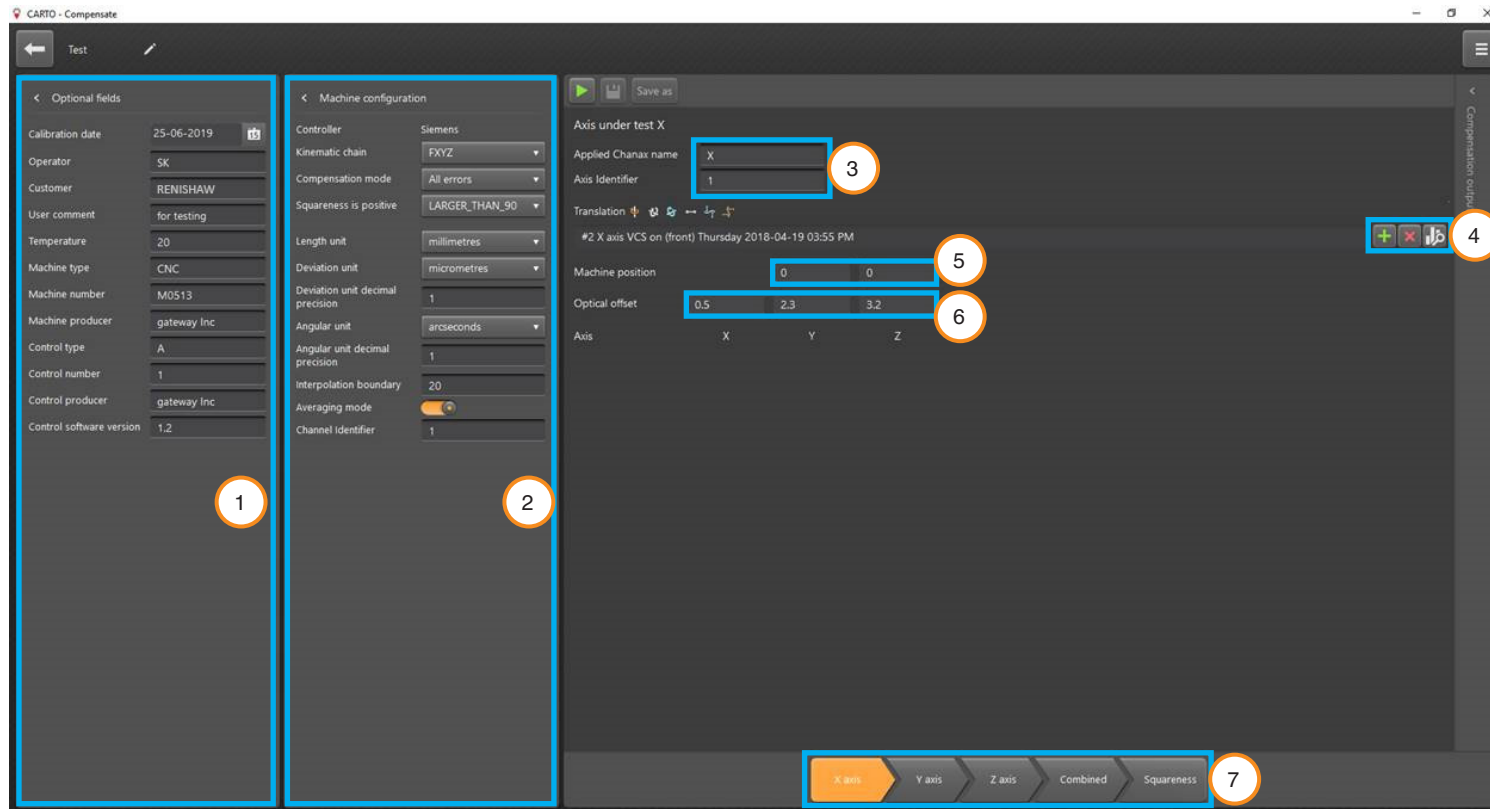 CARTO - Compensate
Test
Optional fields
Calibration date 25-06-2019 15
Operator SK
Customer RENISHAW
User comment for testing
Temperature 20
Machine type CNC
Machine number M0513
Machine producer gateway Inc
Control type A
Control number 1
Control producer gateway Inc
Control software version 1.2
1
Machine configuration
Controller Siemens
Kinematic chain FXYZ
Compensation mode All errors
Squareness is positive LARGER_THAN_90
Length unit millimetres
Deviation unit micrometres
Deviation unit decimal
precision 1
Angular unit arcseconds
Angular unit decimal
precision 1
Interpolation boundary 20
Averaging mode
Channel Identifier 1
2
Save as
Axis under test X
Applied Chanax name X
Axis Identifier 1
3
Translation
#2 X axis VCS on (front) Thursday 2018-04-19 03:55 PM
4
Machine position 0 0
5
Optical offset 0.5 2.3 3.2
6
Axis X Y Z
Compensation output
X axis Y axis Z axis Combined Squareness
7